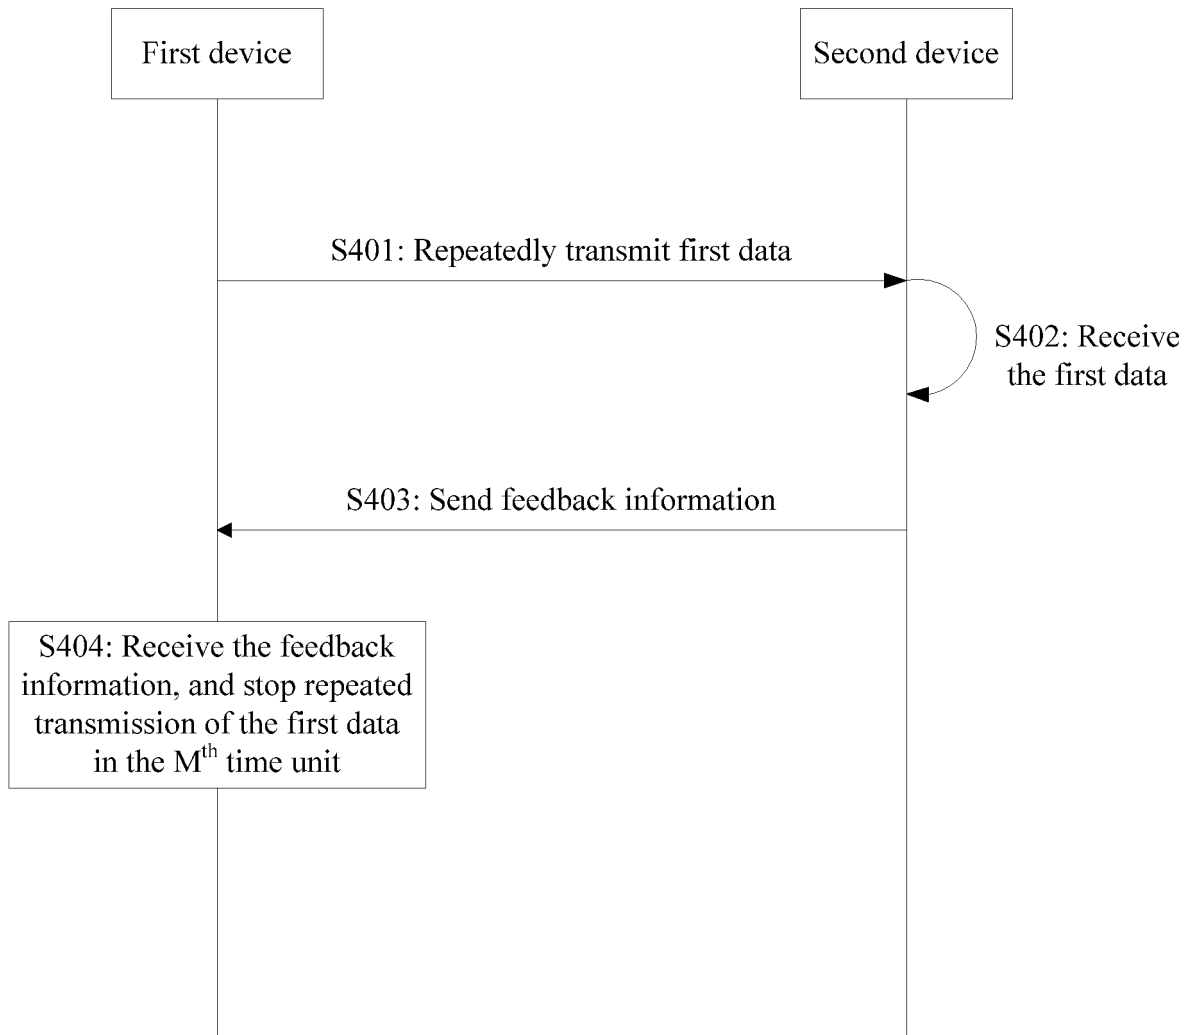 First device
Second device
S401: Repeatedly transmit first data
S402: Receive
the first data
S403: Send feedback information
S404: Receive the feedback
information, and stop repeated
transmission of the first data
in the Mth time unit